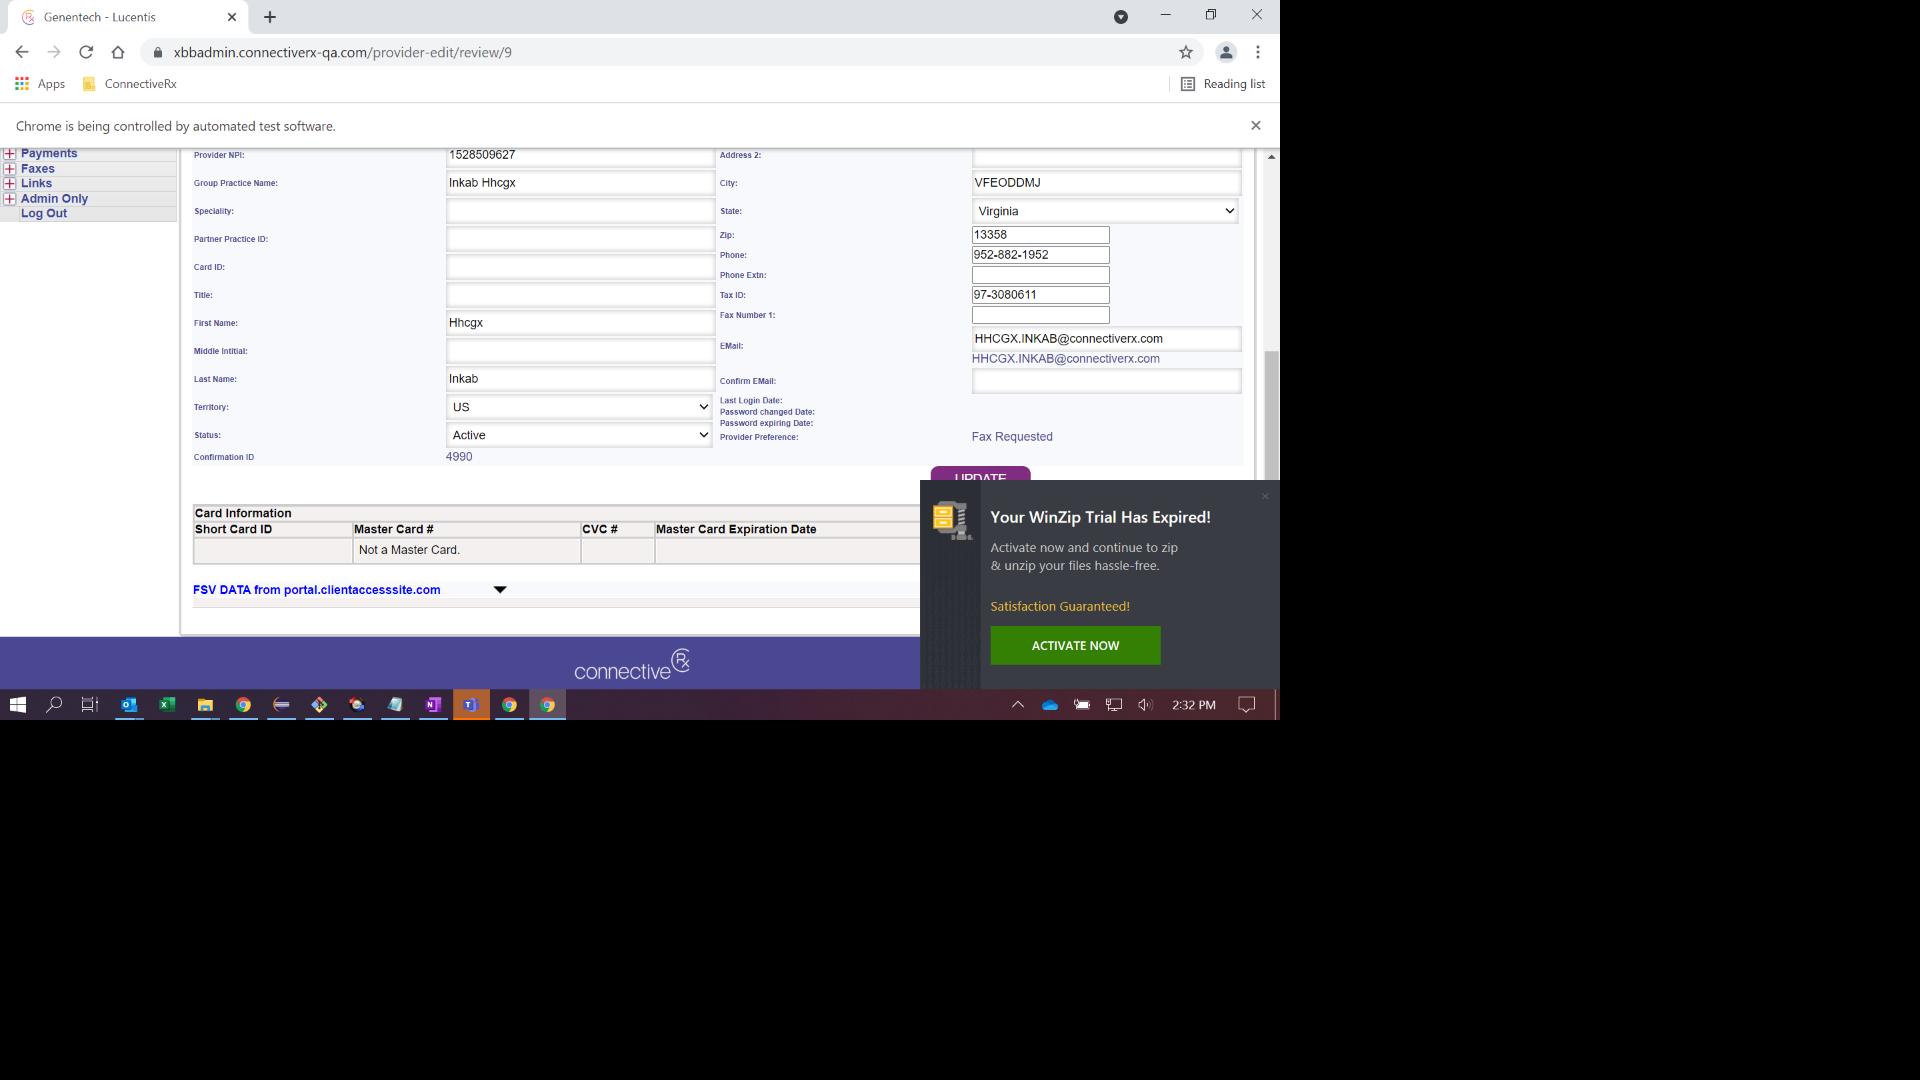 Genentech - Lucentis
xbbadmin.connectiverx-qa.com/provider-edit/review/9
Apps ConnectiveRx Reading list
Chrome is being controlled by automated test software.
Payments
Faxes
Links
Admin Only
Log Out
Provider NPI: 1528509627 Address 2:
Group Practice Name: Inkab Hhcgx City: VFEODDMJ
Speciality: State: Virginia
Partner Practice ID: Zip: 13358
Phone: 952-882-1952
Card ID: Phone Extn:
Title: Tax ID: 97-3080611
First Name: Hhcgx Fax Number 1:
Middle Intitial: EMail: HHCGX.INKAB@connectiverx.com
HHCGX.INKAB@connectiverx.com
Last Name: Inkab Confirm EMail:
Territory: US Last Login Date:
Password changed Date:
Password expiring Date:
Status: Active Provider Preference: Fax Requested
Confirmation ID 4990
UPDATE
Card Information
Short Card ID Master Card # CVC # Master Card Expiration Date
Not a Master Card.
FSV DATA from portal.clientaccesssite.com
connectiveRx
Your WinZip Trial Has Expired!
Activate now and continue to zip
& unzip your files hassle-free.
Satisfaction Guaranteed!
ACTIVATE NOW
2:32 PM